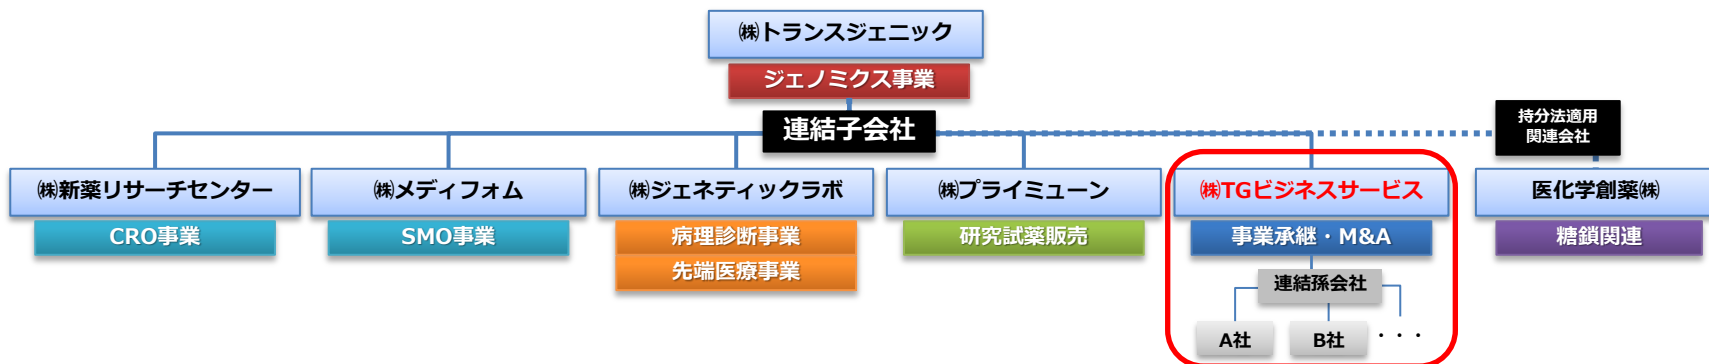 ㈱トランスジェニック
ジェノミクス事業
連結子会社
持分法適用
関連会社
㈱新薬リサーチセンター
CRO事業
㈱メディフォム
SMO事業
㈱ジェネティックラボ
病理診断事業
先端医療事業
㈱プライミューン
研究試薬販売
㈱TGビジネスサービス
事業承継・M&A
連結孫会社
A社
B社
・・・
医化学創薬㈱
糖鎖関連